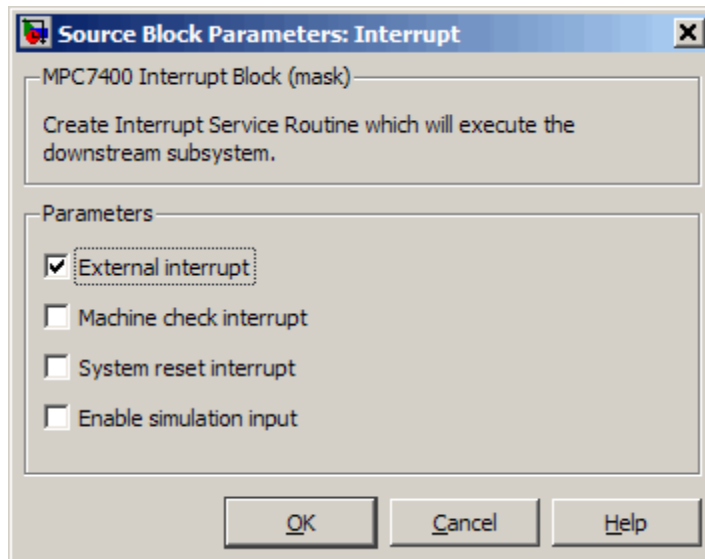 Source Block Parameters: Interrupt
MPC7400 Interrupt Block (mask)
Create Interrupt Service Routine which will execute the
downstream subsystem.
Parameters
External interrupt
Machine check interrupt
System reset interrupt
Enable simulation input
OK Cancel Help